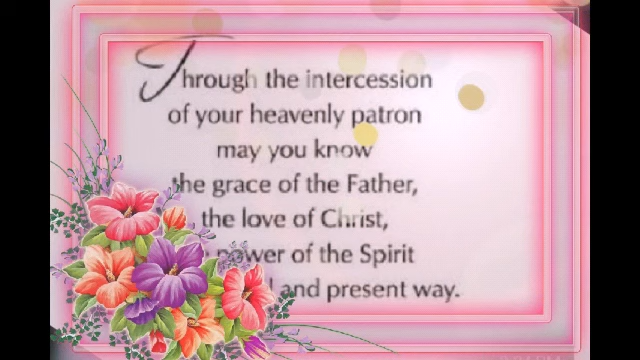 Through the intercession
of your heavenly patron
may you know
the grace of the Father,
the love of Christ,
power of the Spirit
and present way.